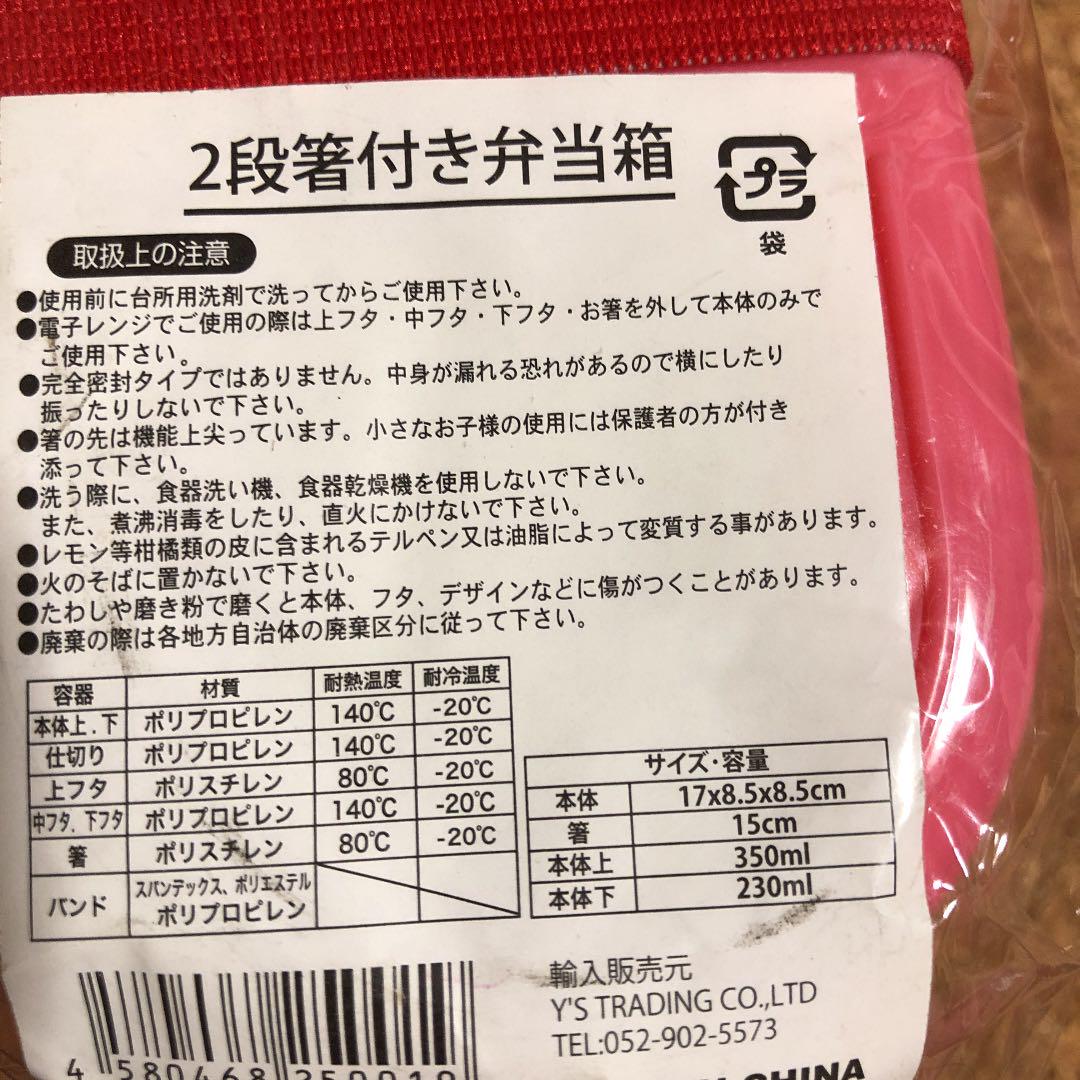 2段箸付き弁当箱
プラ
袋
取扱上の注意
●使用前に台所用洗剤で洗ってからご使用下さい。
●電子レンジでご使用の際は上フタ・中フタ・下フタ・お箸を外して本体のみで
ご使用下さい。
●完全密封タイプではありません。中身が漏れる恐れがあるので横にしたり
振ったりしないで下さい。
●箸の先は機能上尖っています。小さなお子様の使用には保護者の方が付き
添って下さい。
●洗う際に、食器洗い機、食器乾燥機を使用しないで下さい。
また、煮沸消毒をしたり、直火にかけないで下さい。
●レモン等柑橘類の皮に含まれるテルペン又は油脂によって変質する事があります。
●火のそばに置かないで下さい。
●たわしや磨き粉で磨くと本体、フタ、デザインなどに傷がつくことがあります。
●廃棄の際は各地方自治体の廃棄区分に従って下さい。
容器 材質 耐熱温度 耐冷温度
本体上.下 ポリプロピレン 140℃ -20℃
仕切り ポリプロピレン 140℃ -20℃
上フタ ポリスチレン 80℃ -20℃
中フタ.下フタ ポリプロピレン 140℃ -20℃
箸 ポリスチレン 80℃ -20℃
バンド スパンデックス、ポリエステル
ポリプロピレン
サイズ・容量
本体 17x8.5x8.5cm
箸 15cm
本体上 350ml
本体下 230ml
輸入販売元
Y'S TRADING CO.,LTD
TEL:052-902-5573
4 580468
CHINA